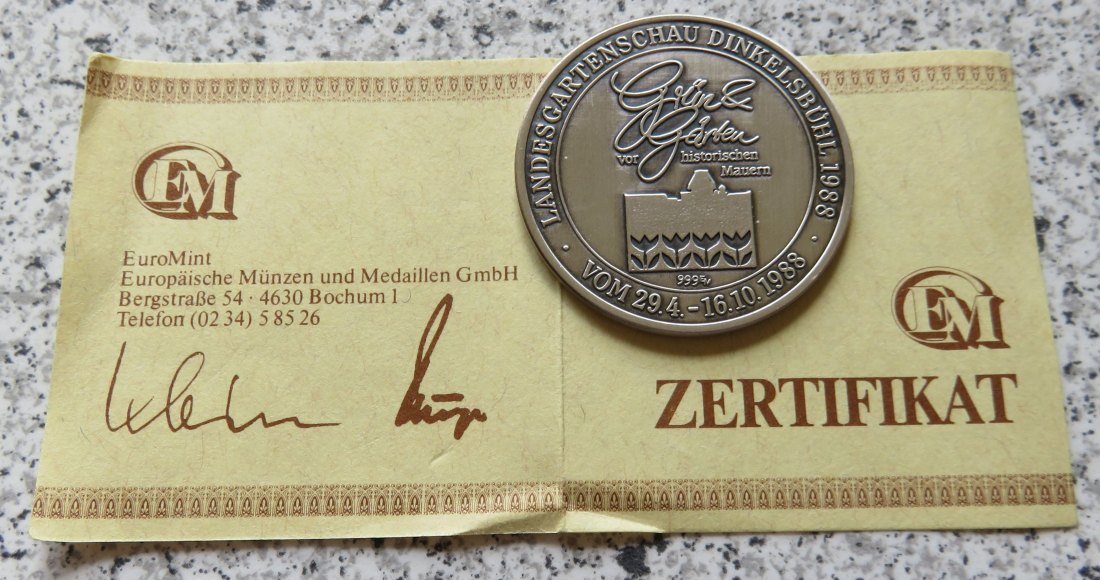 EM
EuroMint
Europäische Münzen und Medaillen GmbH
Bergstraße 54 · 4630 Bochum 1
Telefon (02 34) 5 85 26
LANDESGARTENSCHAU DINKELSBÜHL 1988
Grün &
Gärten
vor historischen
Mauern
999
· VOM 29.4.-16.10.1988 ·
EM
ZERTIFIKAT